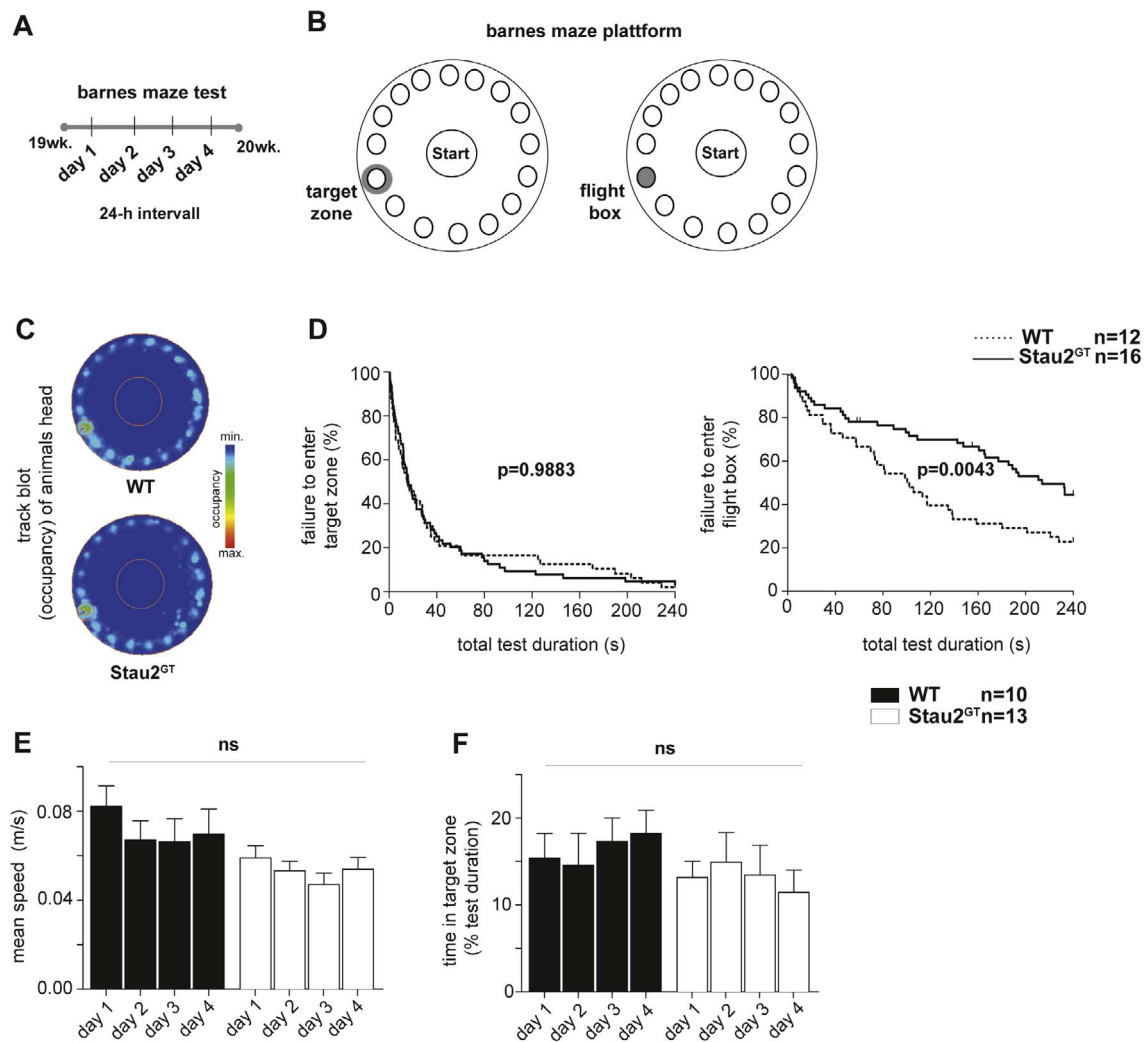 A
barnes maze test
19wk.
day 1
day 2
day 3
day 4
20wk.
24-h intervall
B
barnes maze plattform
Start
target
zone
Start
flight
box
C
track blot
(occupancy) of animals head
WT
Stau2GT
min.
occupancy
max.
D
WT n=12
Stau2GT n=16
failure to enter
target zone (%)
100
80
60
40
20
0
p=0.9883
0 40 80 120 160 200 240
total test duration (s)
failure to enter
flight box (%)
100
80
60
40
20
0
p=0.0043
0 40 80 120 160 200 240
total test duration (s)
WT n=10
Stau2GT n=13
E
ns
mean speed (m/s)
0.08
0.04
0.00
day 1
day 2
day 3
day 4
day 1
day 2
day 3
day 4
F
ns
time in target zone
(% test duration)
20
10
0
day 1
day 2
day 3
day 4
day 1
day 2
day 3
day 4